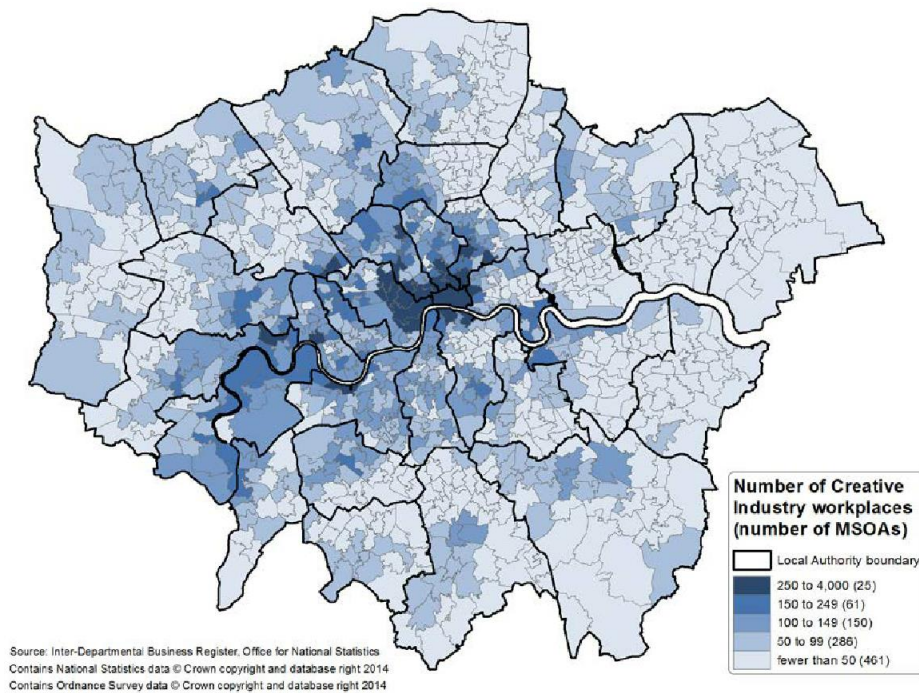 Number of Creative
Industry workplaces
(number of MSOAs)
Local Authority boundary
250 to 4,000 (25)
150 to 249 (61)
100 to 149 (150)
50 to 99 (286)
fewer than 50 (461)
Source: Inter-Departmental Business Register, Office for National Statistics
Contains National Statistics data © Crown copyright and database right 2014
Contains Ordnance Survey data © Crown copyright and database right 2014